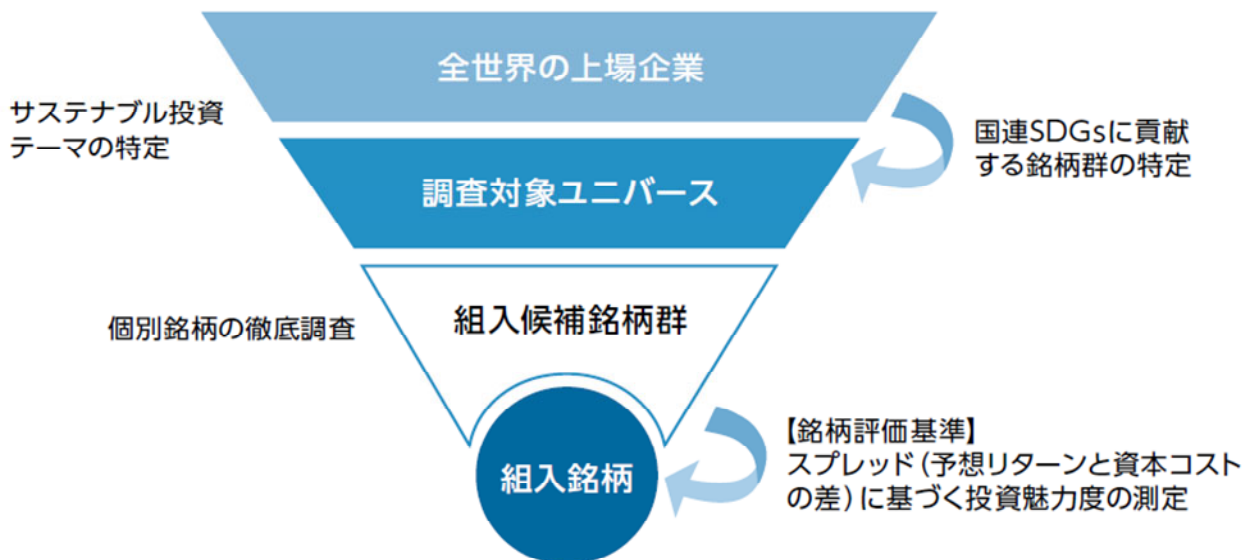 全世界の上場企業
サステナブル投資
テーマの特定
国連SDGsに貢献
する銘柄群の特定
調査対象ユニバース
組入候補銘柄群
個別銘柄の徹底調査
【銘柄評価基準】
スプレッド(予想リターンと資本コスト
の差)に基づく投資魅力度の測定
組入銘柄